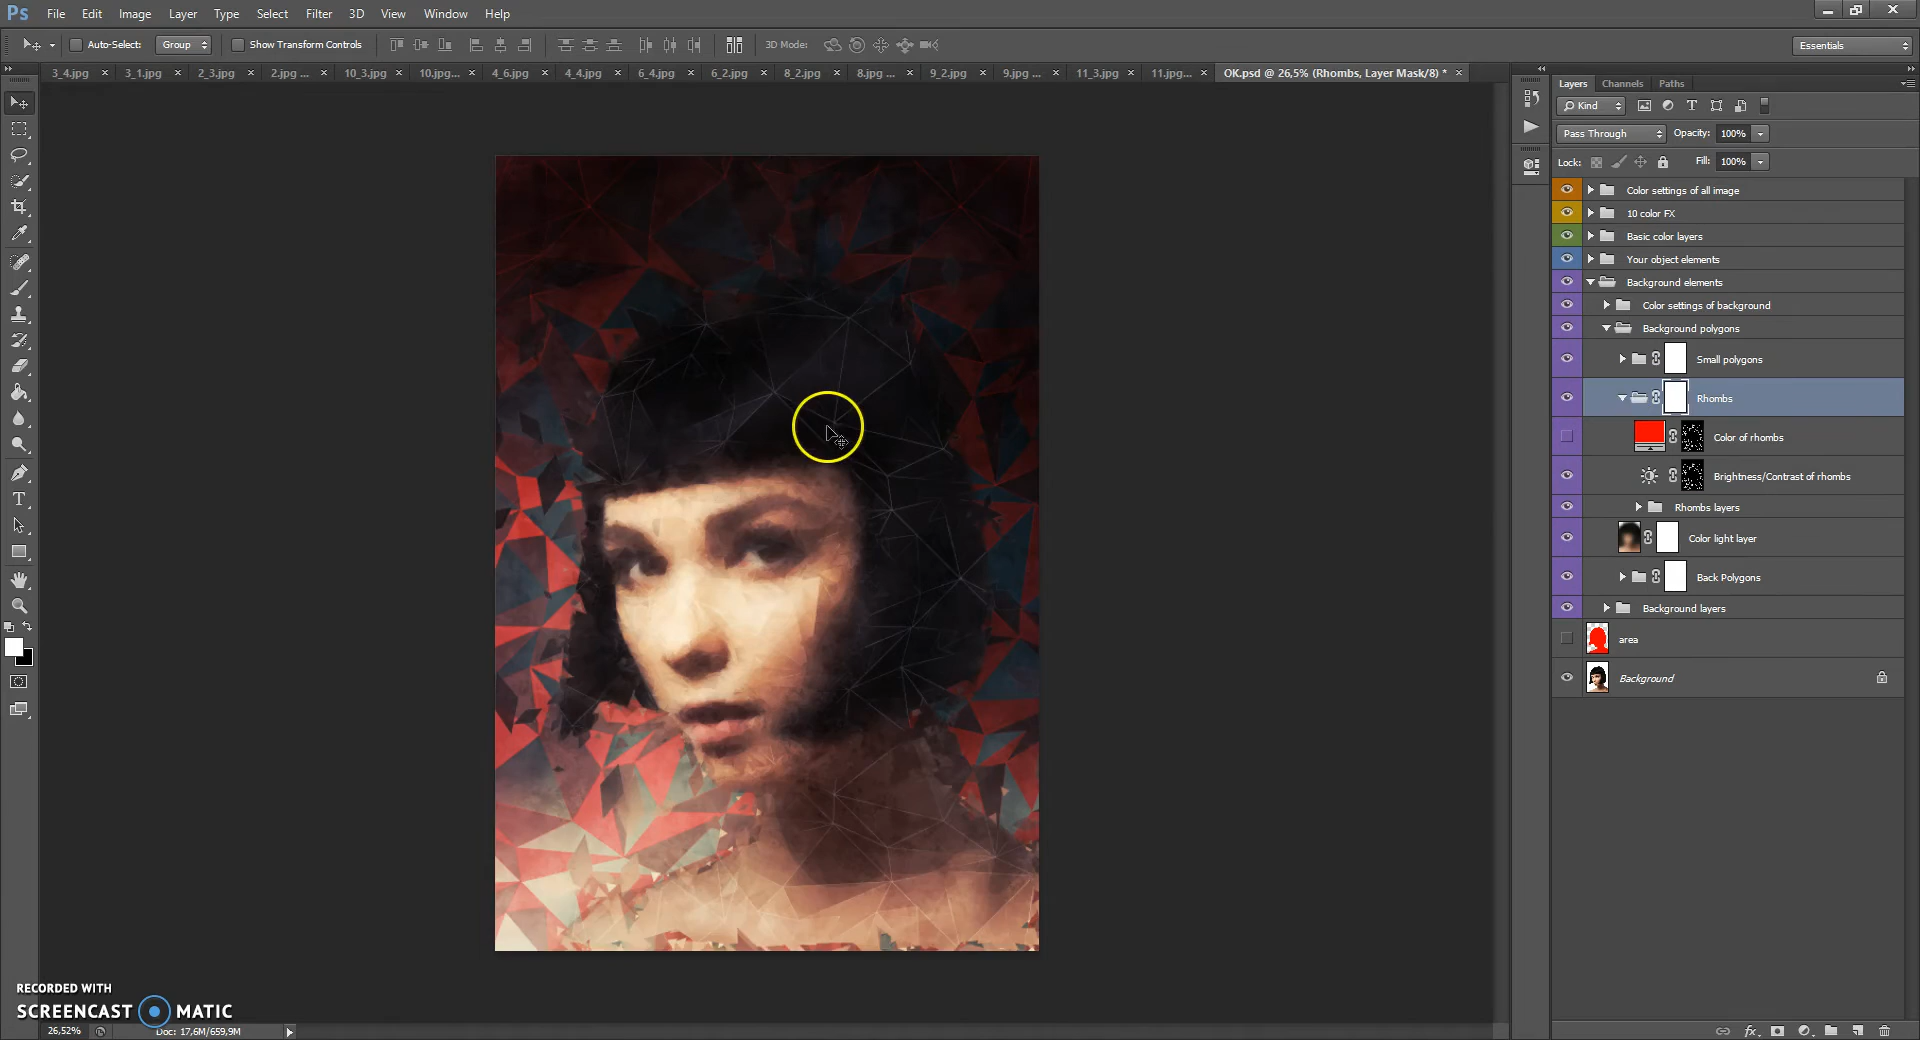 Ps File Edit Image Layer Type Select Filter 3D View Window Help
Auto-Select: Group Show Transform Controls 3D Mode: Essentials
3_4.jpg × 3_1.jpg × 2_3.jpg × 2.jpg ... × 10_3.jpg × 10.jpg... × 4_6.jpg × 4_4.jpg × 6_4.jpg × 6_2.jpg × 8_2.jpg × 8.jpg ... × 9_2.jpg × 9.jpg ... × 11_3.jpg × 11.jpg... × OK.psd @ 26,5% (Rhombs, Layer Mask/8) * ×
Layers Channels Paths
Kind
Pass Through Opacity: 100%
Lock: Fill: 100%
Color settings of all image
10 color FX
Basic color layers
Your object elements
Background elements
Color settings of background
Background polygons
Small polygons
Rhombs
Color of rhombs
Brightness/Contrast of rhombs
Rhombs layers
Color light layer
Back Polygons
Background layers
area
Background
RECORDED WITH
SCREENCAST MATIC
26,52% Doc: 17,6M/659,9M
fx